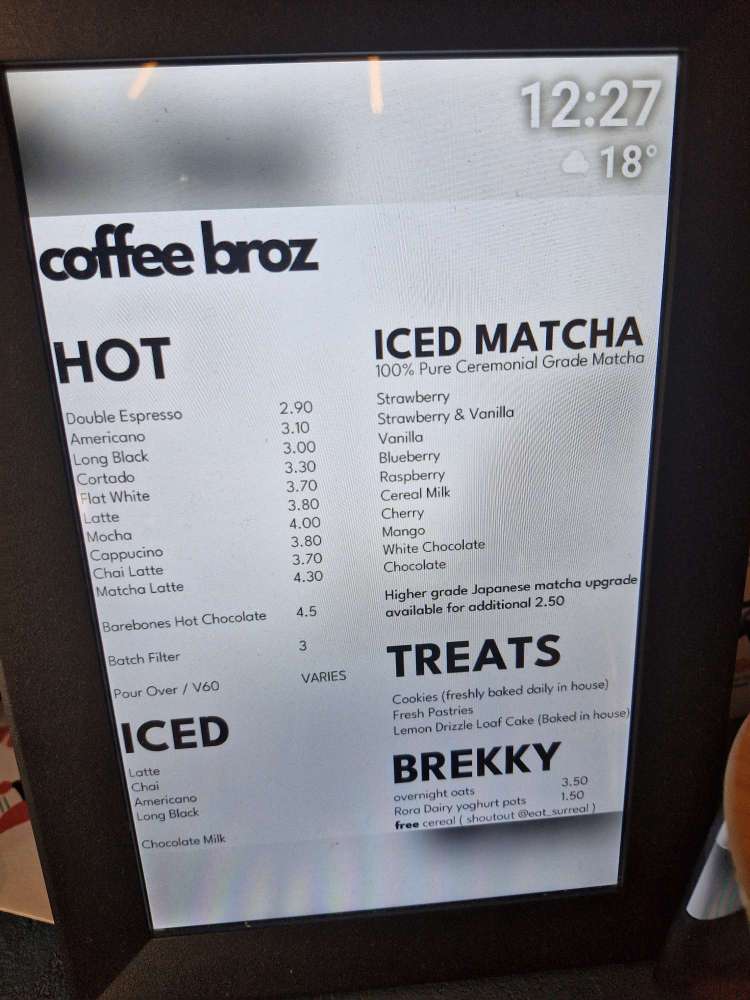 12:27
18°
coffee broz
HOT
Double Espresso 2.90
Americano 3.10
Long Black 3.00
Cortado 3.30
Flat White 3.70
Latte 3.80
Mocha 4.00
Cappucino 3.80
Chai Latte 3.70
Matcha Latte 4.30
Barebones Hot Chocolate 4.5
Batch Filter 3
Pour Over / V60 VARIES
ICED
Latte
Chai
Americano
Long Black
Chocolate Milk
ICED MATCHA
100% Pure Ceremonial Grade Matcha
Strawberry
Strawberry & Vanilla
Vanilla
Blueberry
Raspberry
Cereal Milk
Cherry
Mango
White Chocolate
Chocolate
Higher grade Japanese matcha upgrade
available for additional 2.50
TREATS
Cookies (freshly baked daily in house)
Fresh Pastries
Lemon Drizzle Loaf Cake (Baked in house)
BREKKY
overnight oats 3.50
Rora Dairy yoghurt pots 1.50
free cereal ( shoutout @eat_surreal )